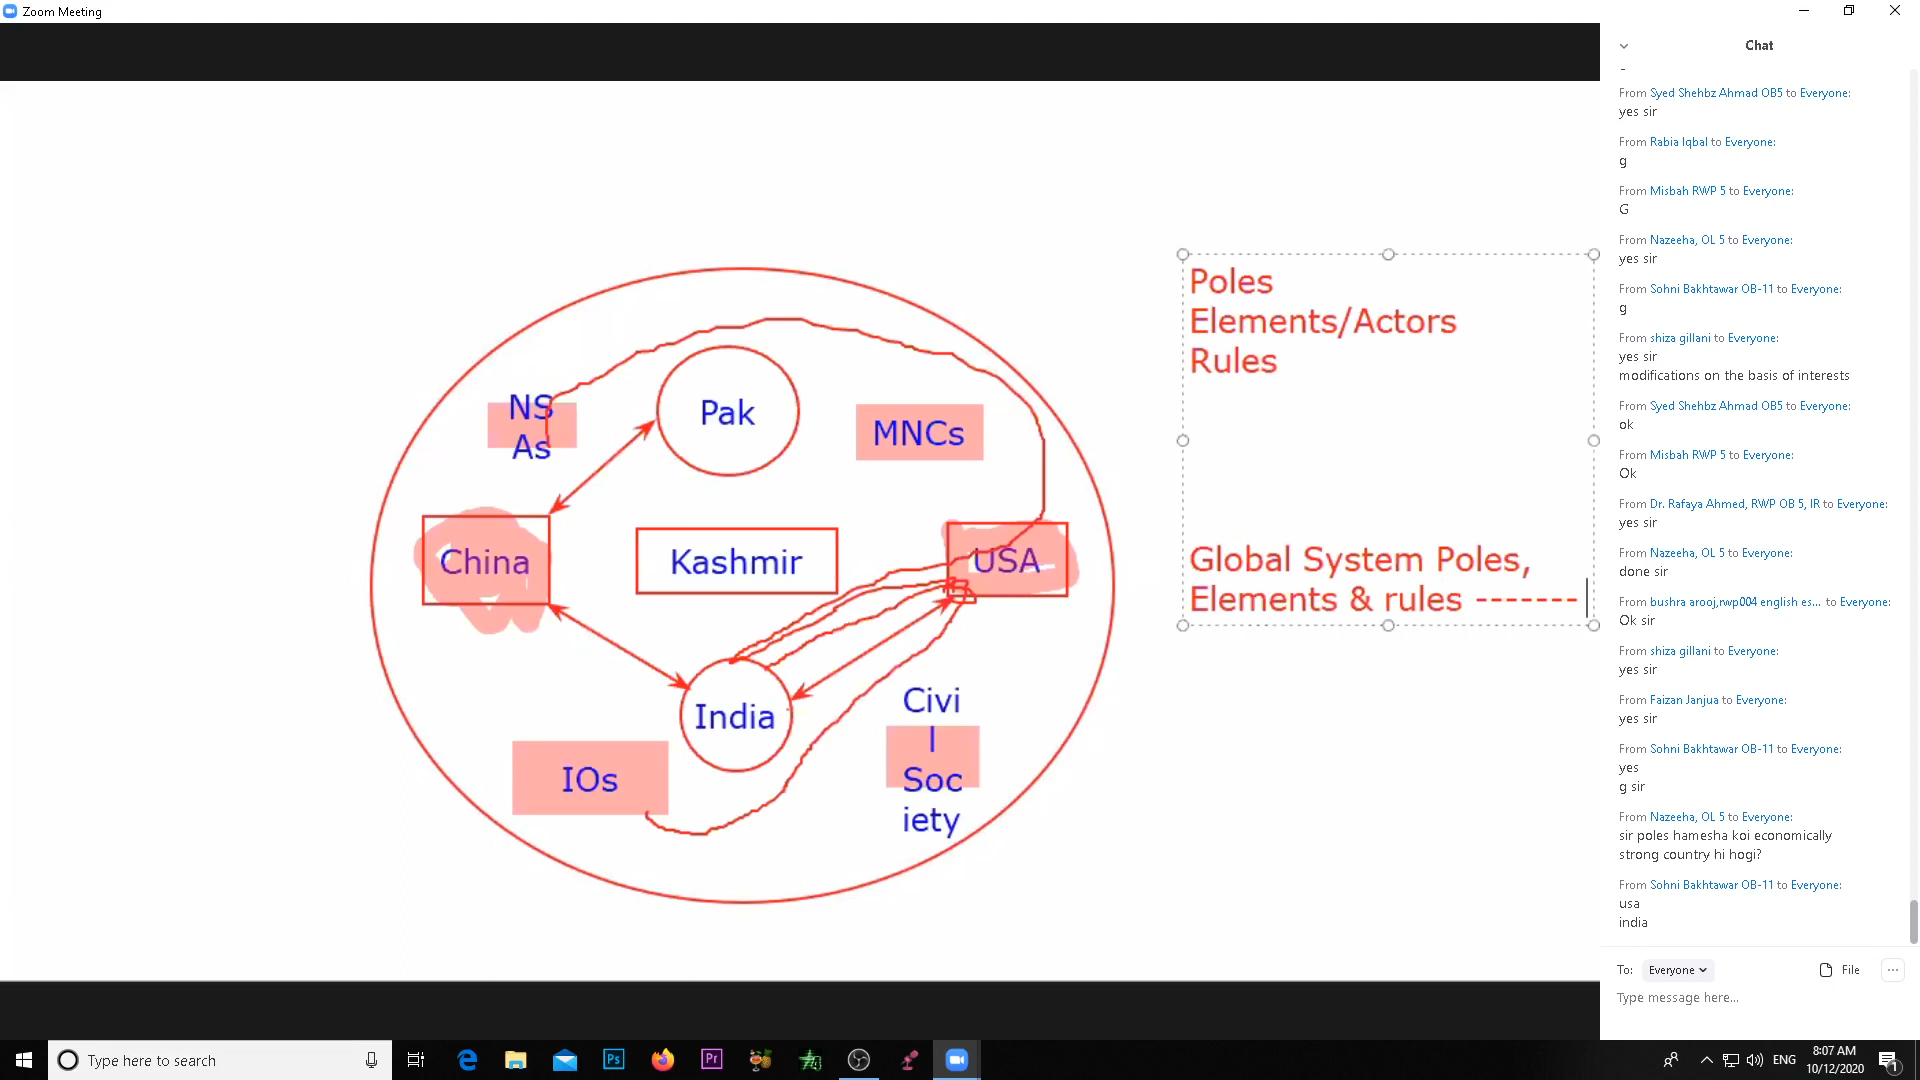 Zoom Meeting
NS
As
Pak
MNCs
China
Kashmir
USA
India
IOs
Civi
l
Soc
iety
Poles
Elements/Actors
Rules
Global System Poles,
Elements & rules -------
Chat
From Syed Shehbz Ahmad OB5 to Everyone:
yes sir
From Rabia Iqbal to Everyone:
g
From Misbah RWP 5 to Everyone:
G
From Nazeeha, OL 5 to Everyone:
yes sir
From Sohni Bakhtawar OB-11 to Everyone:
g
From shiza gillani to Everyone:
yes sir
modifications on the basis of interests
From Syed Shehbz Ahmad OB5 to Everyone:
ok
From Misbah RWP 5 to Everyone:
Ok
From Dr. Rafaya Ahmed, RWP OB 5, IR to Everyone:
yes sir
From Nazeeha, OL 5 to Everyone:
done sir
From bushra arooj,rwp004 english es... to Everyone:
Ok sir
From shiza gillani to Everyone:
yes sir
From Faizan Janjua to Everyone:
yes sir
From Sohni Bakhtawar OB-11 to Everyone:
yes
g sir
From Nazeeha, OL 5 to Everyone:
sir poles hamesha koi economically
strong country hi hogi?
From Sohni Bakhtawar OB-11 to Everyone:
usa
india
To: Everyone File
Type message here...
Type here to search
Ps
Pr
ENG
8:07 AM
10/12/2020
1